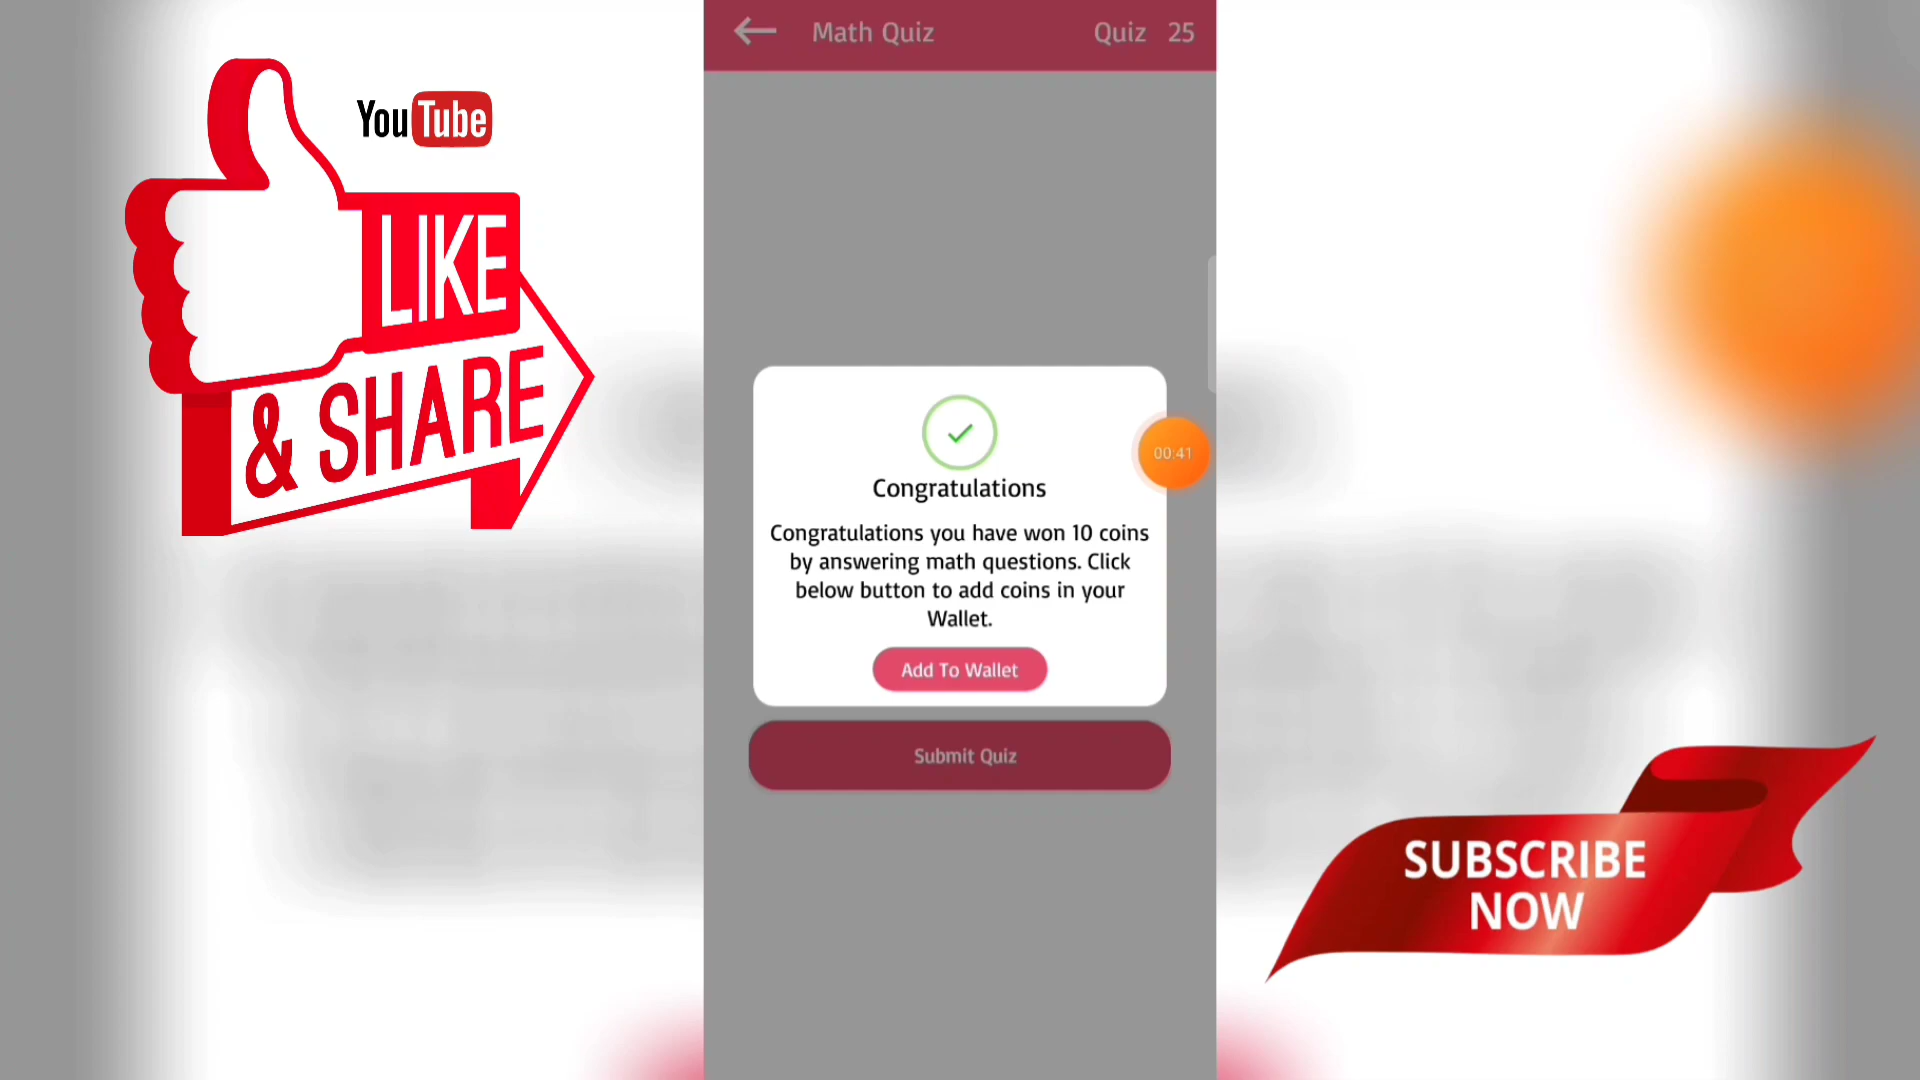 Math Quiz Quiz 25
YouTube
LIKE
& SHARE
00:41
Congratulations
Congratulations you have won 10 coins
by answering math questions. Click
below button to add coins in your
Wallet.
Add To Wallet
Submit Quiz
SUBSCRIBE
NOW